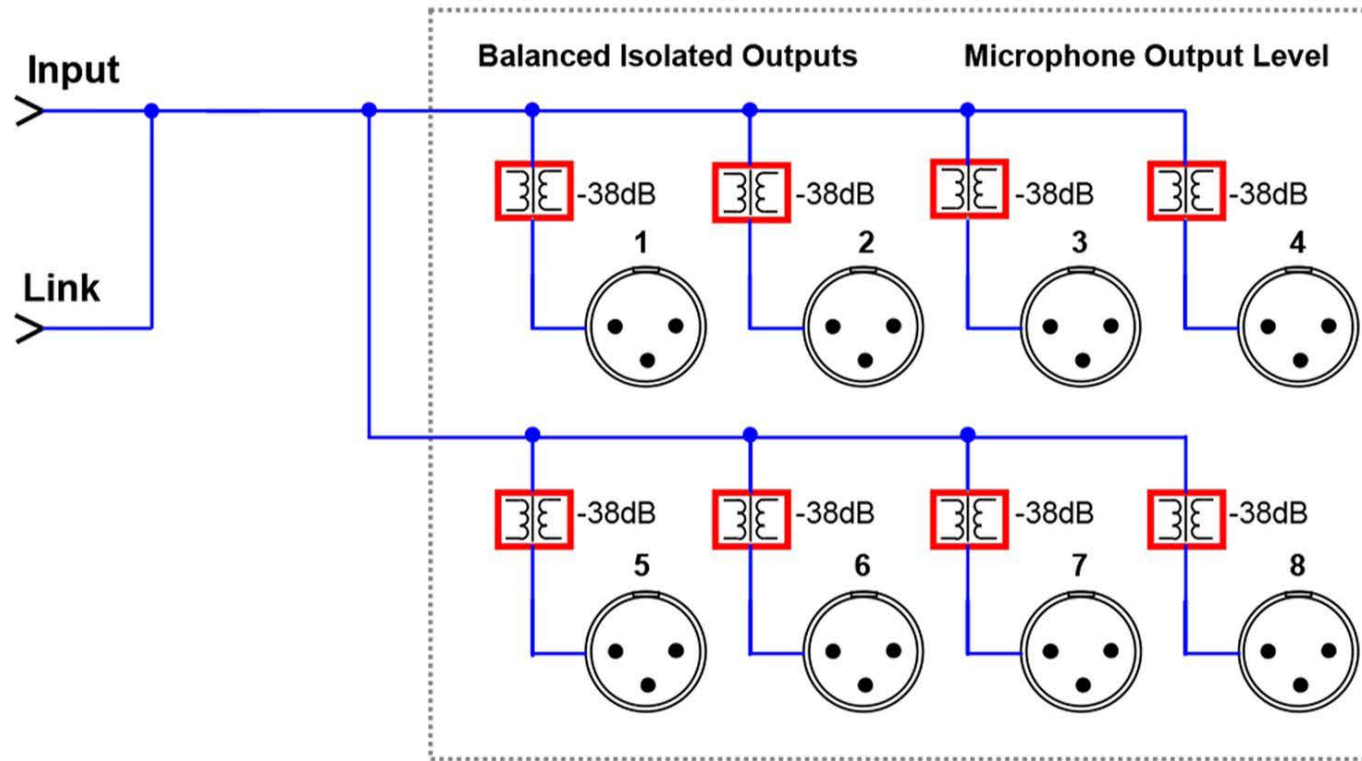 Balanced Isolated Outputs
Microphone Output Level
Input
-38dB
-38dB
-38dB
-38dB
1
2
3
4
Link
-38dB
-38dB
-38dB
-38dB
5
6
7
8